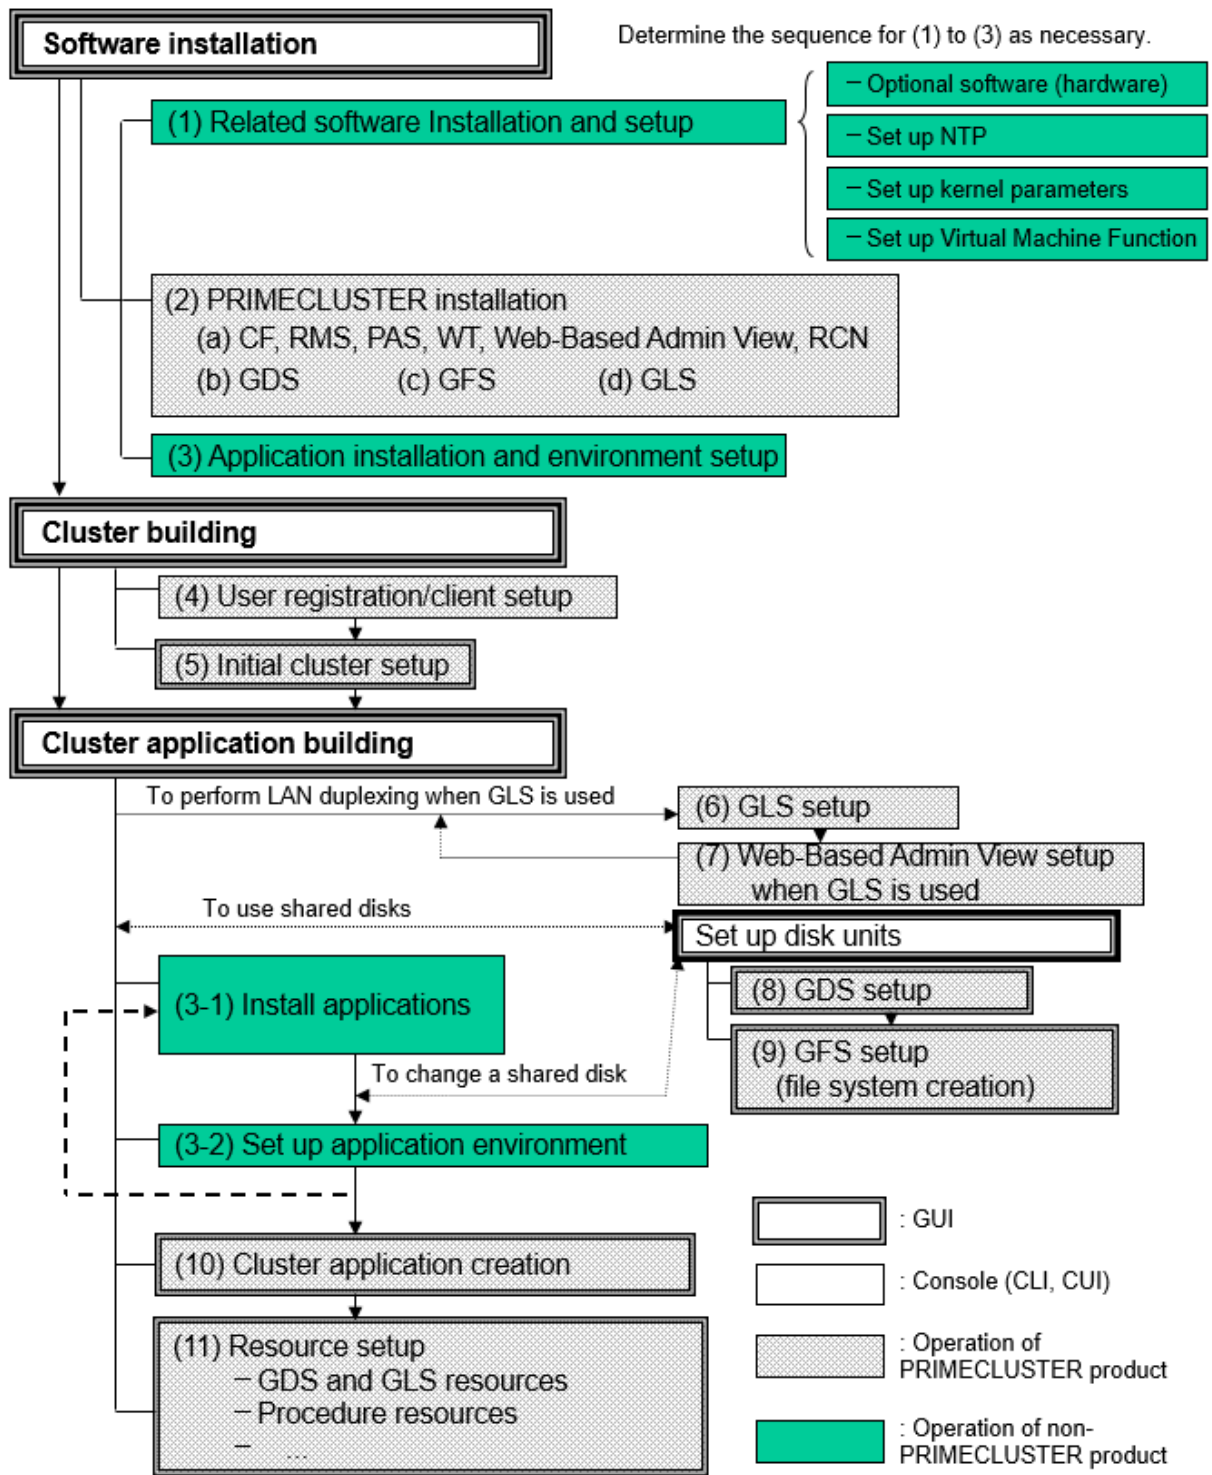 Software installation
Determine the sequence for (1) to (3) as necessary.
(1) Related software Installation and setup
– Optional software (hardware)
– Set up NTP
– Set up kernel parameters
– Set up Virtual Machine Function
(2) PRIMECLUSTER installation
(a) CF, RMS, PAS, WT, Web-Based Admin View, RCN
(b) GDS (c) GFS (d) GLS
(3) Application installation and environment setup
Cluster building
(4) User registration/client setup
(5) Initial cluster setup
Cluster application building
To perform LAN duplexing when GLS is used
(6) GLS setup
(7) Web-Based Admin View setup
when GLS is used
To use shared disks
Set up disk units
(8) GDS setup
(9) GFS setup
(file system creation)
(3-1) Install applications
To change a shared disk
(3-2) Set up application environment
(10) Cluster application creation
(11) Resource setup
– GDS and GLS resources
– Procedure resources
– ...
: GUI
: Console (CLI, CUI)
: Operation of
PRIMECLUSTER product
: Operation of non-
PRIMECLUSTER product